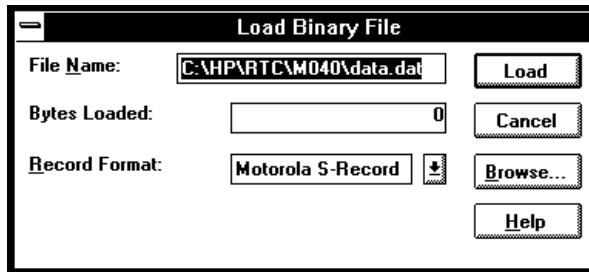 Load Binary File
File Name: C:\HP\RTC\M040\data.dat
Load
Bytes Loaded: 0
Cancel
Record Format: Motorola S-Record
Browse...
Help